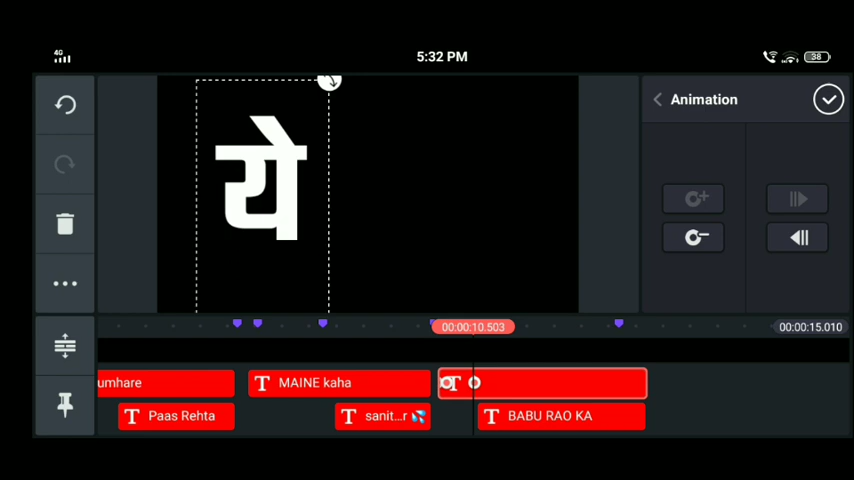 4G
5:32 PM
38
ये
Animation
00:00:10.503
00:00:15.010
umhare
T MAINE kaha
T
T Paas Rehta
T sanit...r 💦
T BABU RAO KA